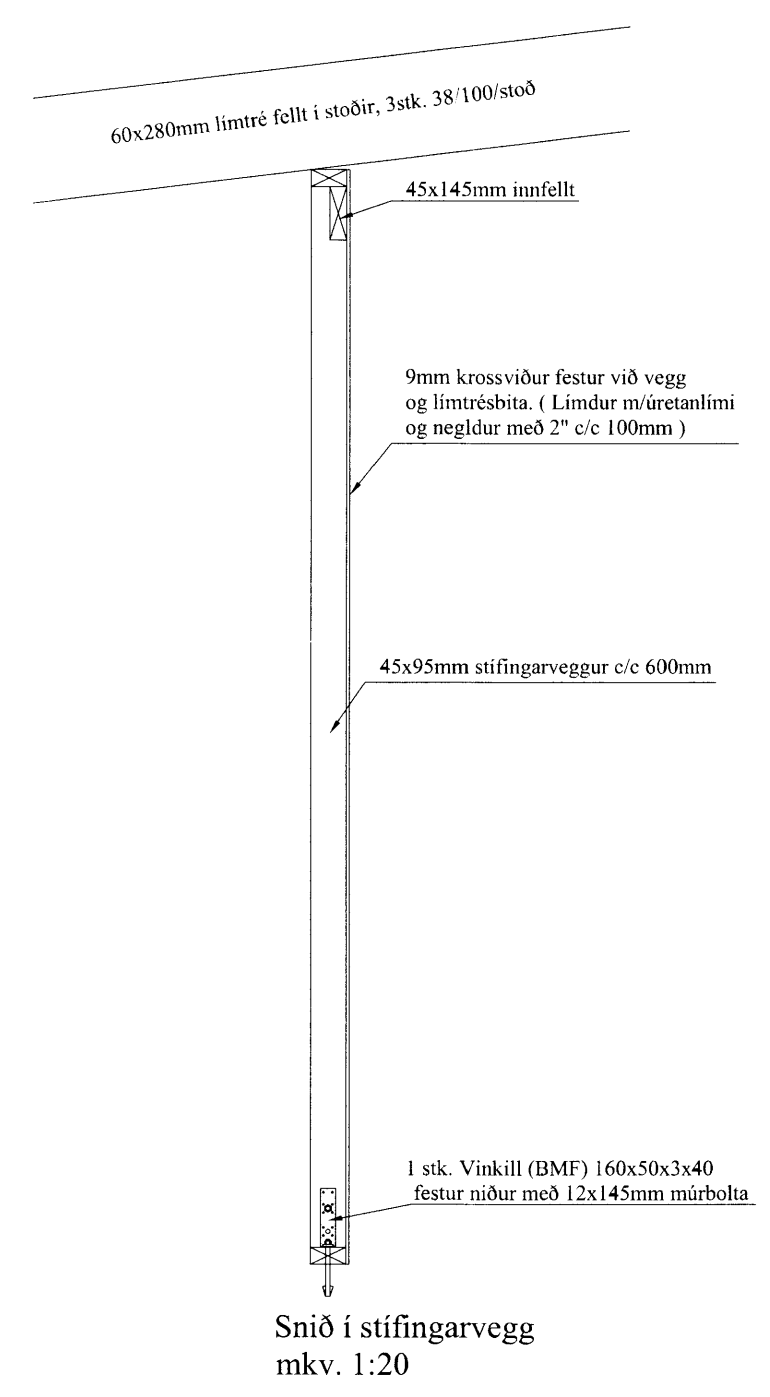 60x280mm límtré fellt í stoðir, 3stk. 38/100/stoð
45x145mm innfellt
9mm krossviður festur við vegg
og límtrésbita. ( Límdur m/úretanlími
og negldur með 2" c/c 100mm )
45x95mm stífingarveggur c/c 600mm
1 stk. Vinkill (BMF) 160x50x3x40
festur niður með 12x145mm múrbolta
Snið í stífingarvegg
mkv. 1:20